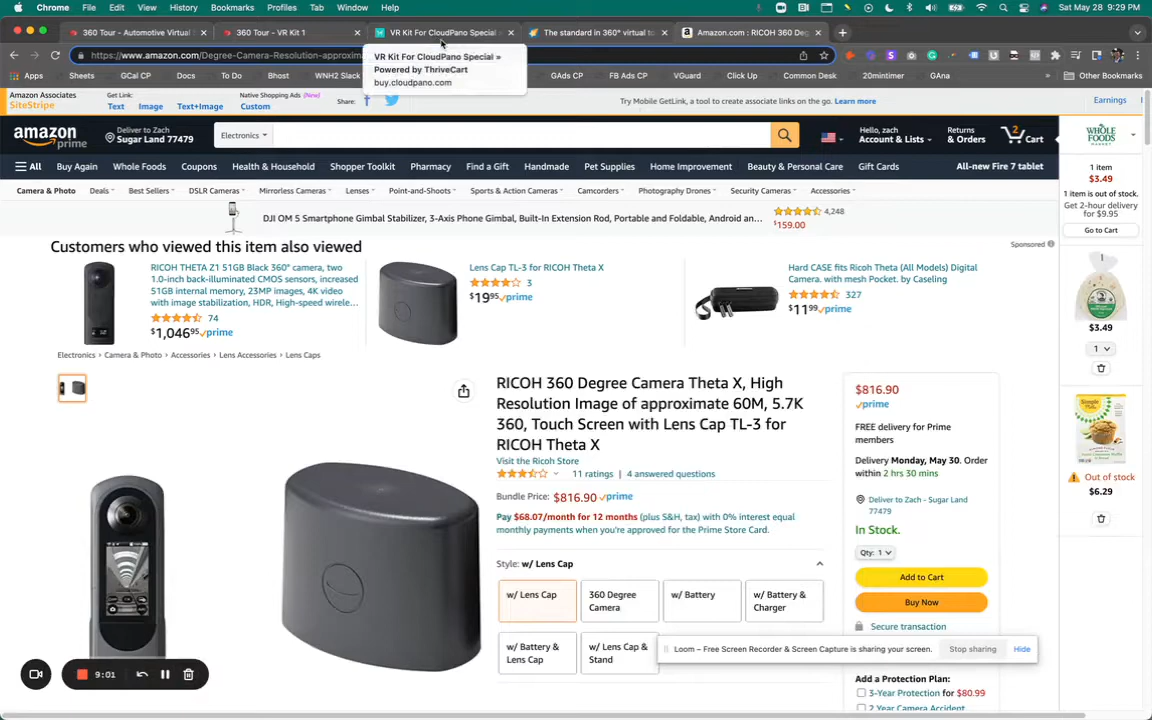 Chrome File Edit View History Bookmarks Profiles Tab Window Help Sat May 28 9:29 PM
360 Tour - Automotive Virtual
360 Tour - VR Kit 1
VR Kit For CloudPano Special
The standard in 360° virtual to
Amazon.com : RICOH 360 De
https://www.amazon.com/Degree-Camera-Resolution-approxima
VR Kit For CloudPano Special »
Powered by ThriveCart
buy.cloudpano.com
Apps Sheets GCal CP Docs To Do Bhost WNH2 Slack GAds CP FB ADS CP VGuard Click Up Common Desk 20mintimer GAna » Other Bookmarks
Amazon Associates
SiteStripe
Get Link:
Text Image Text+Image
Native Shopping Ads (New)
Custom
Share:
Try Mobile GetLink, a tool to create associate links on mobile. Learn more
Earnings
amazon
prime
Deliver to Zach
Sugar Land 77479
Electronics
Hello, zach
Account & Lists
Returns
& Orders
2
Cart
All Buy Again Whole Foods Coupons Health & Household Shopper Toolkit Pharmacy Find a Gift Handmade Pet Supplies Home Improvement Beauty & Personal Care Gift Cards All-new Fire 7 tablet
Camera & Photo Deals Best Sellers DSLR Cameras Mirrorless Cameras Lenses Point-and-Shoots Sports & Action Cameras Camcorders Photography Drones Security Cameras Accessories
DJI OM 5 Smartphone Gimbal Stabilizer, 3-Axis Phone Gimbal, Built-In Extension Rod, Portable and Foldable, Android an...
4,248
$159.00
Customers who viewed this item also viewed
Sponsored
RICOH THETA Z1 51GB Black 360° camera, two
1.0-inch back-illuminated CMOS sensors, increased
51GB internal memory, 23MP images, 4K video
with image stabilization, HDR, High-speed wirele...
74
$1,046.95 prime
Lens Cap TL-3 for RICOH Theta X
3
$19.95 prime
Hard CASE fits Ricoh Theta (All Models) Digital
Camera. with mesh Pocket. by Caseling
327
$11.99 prime
Electronics › Camera & Photo › Accessories › Lens Accessories › Lens Caps
RICOH 360 Degree Camera Theta X, High
Resolution Image of approximate 60M, 5.7K
360, Touch Screen with Lens Cap TL-3 for
RICOH Theta X
Visit the Ricoh Store
11 ratings | 4 answered questions
Bundle Price: $816.90 prime
Pay $68.07/month for 12 months (plus S&H, tax) with 0% interest equal
monthly payments when you're approved for the Prime Store Card.
Style: w/ Lens Cap
w/ Lens Cap
360 Degree
Camera
w/ Battery
w/ Battery &
Charger
w/ Battery &
Lens Cap
w/ Lens Cap &
Stand
$816.90
prime
FREE delivery for Prime
members
Delivery Monday, May 30. Order
within 2 hrs 30 mins
Deliver to Zach - Sugar Land
77479
In Stock.
Qty: 1
Add to Cart
Buy Now
Secure transaction
Add a Protection Plan:
3-Year Protection for $80.99
2 Year Camera Accident
WHOLE
FOODS
MARKET
1 item
$3.49
1 item is out of stock.
Get 2-hour delivery
for $9.95
Go to Cart
$3.49
1
Out of stock
$6.29
Loom – Free Screen Recorder & Screen Capture is sharing your screen.
Stop sharing
Hide
9:01